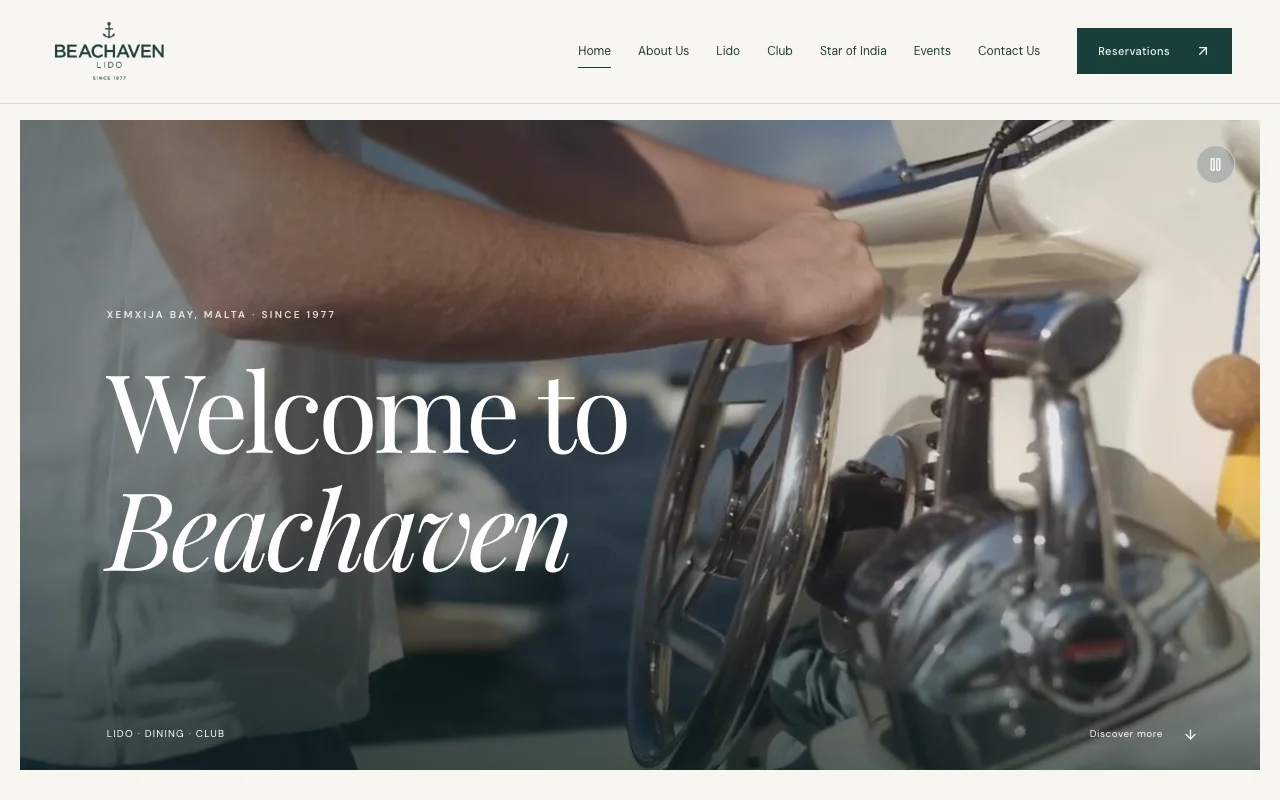 BEACHAVEN
LIDO
SINCE 1977
Home
About Us
Lido
Club
Star of India
Events
Contact Us
Reservations
XEMXIJA BAY, MALTA · SINCE 1977
Welcome to
Beachaven
LIDO · DINING · CLUB
Discover more